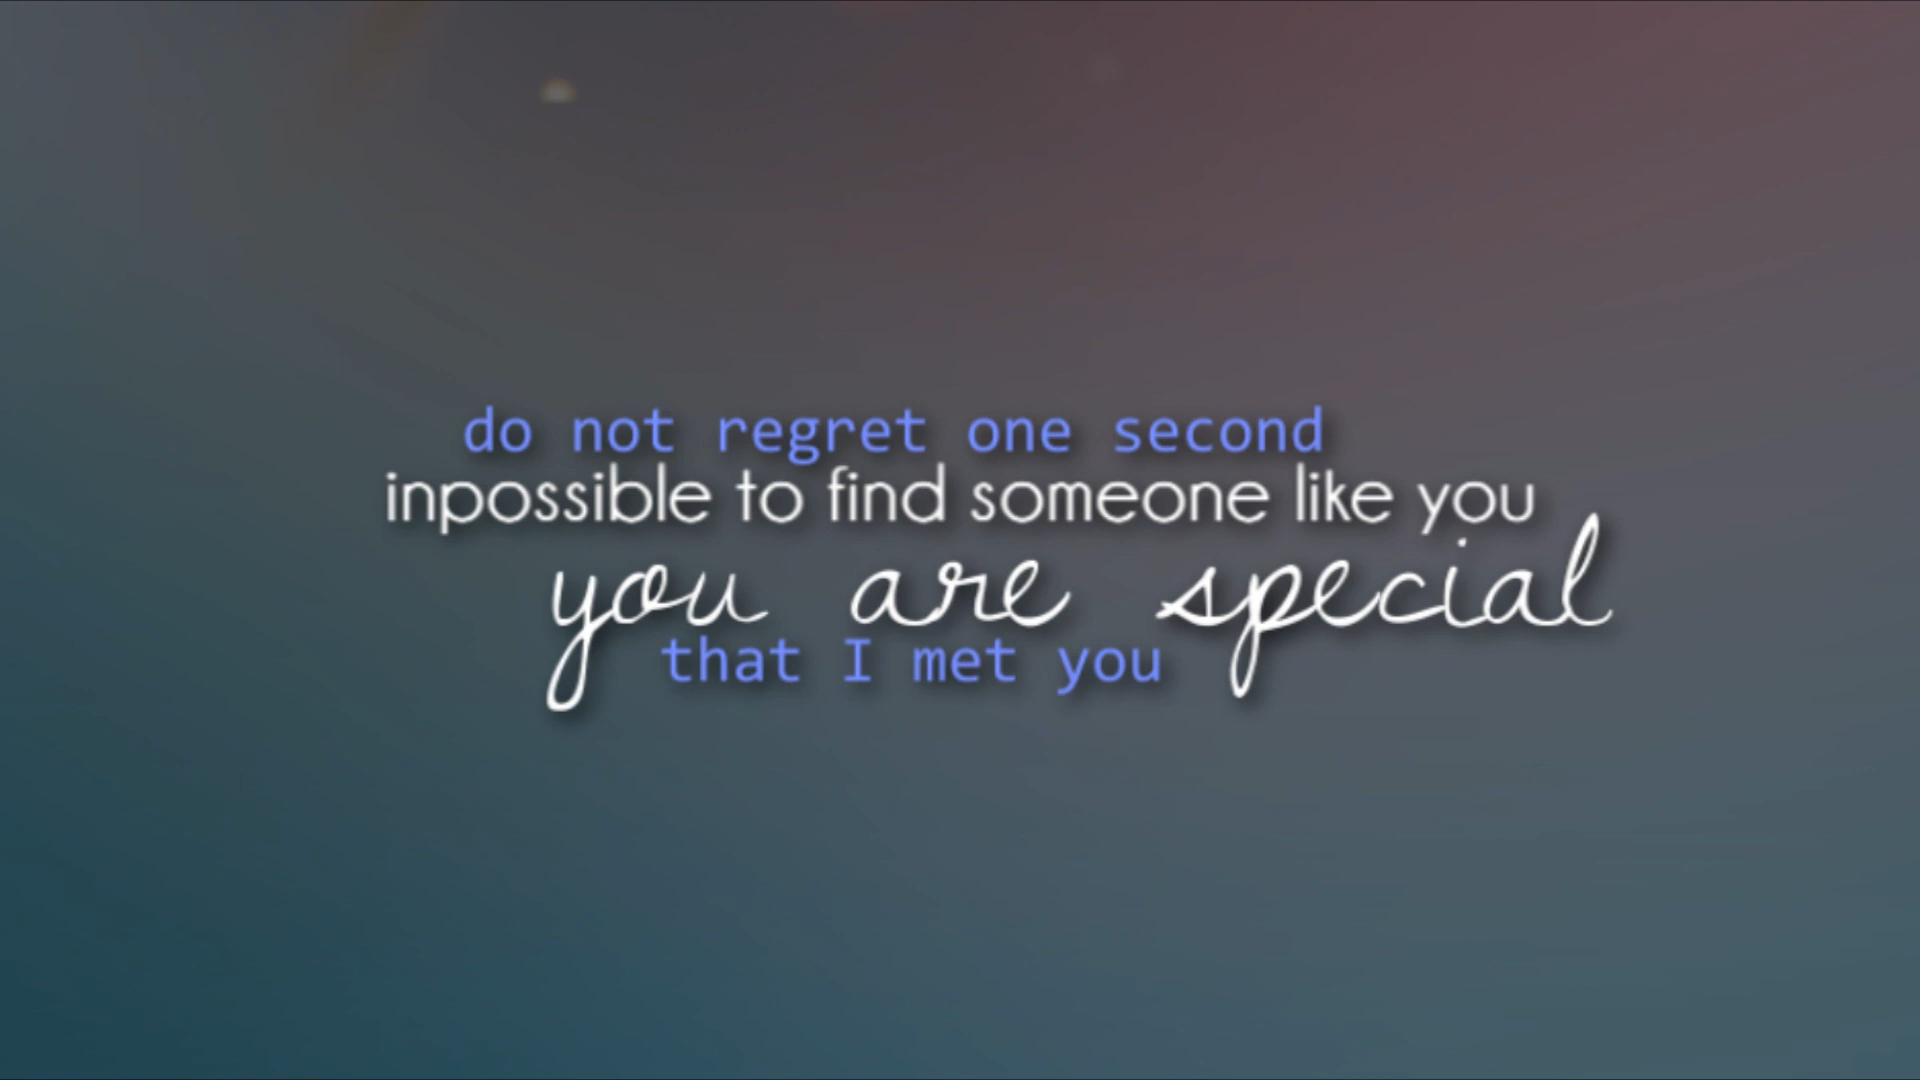 do not regret one second
inpossible to find someone like you
you are special
that I met you